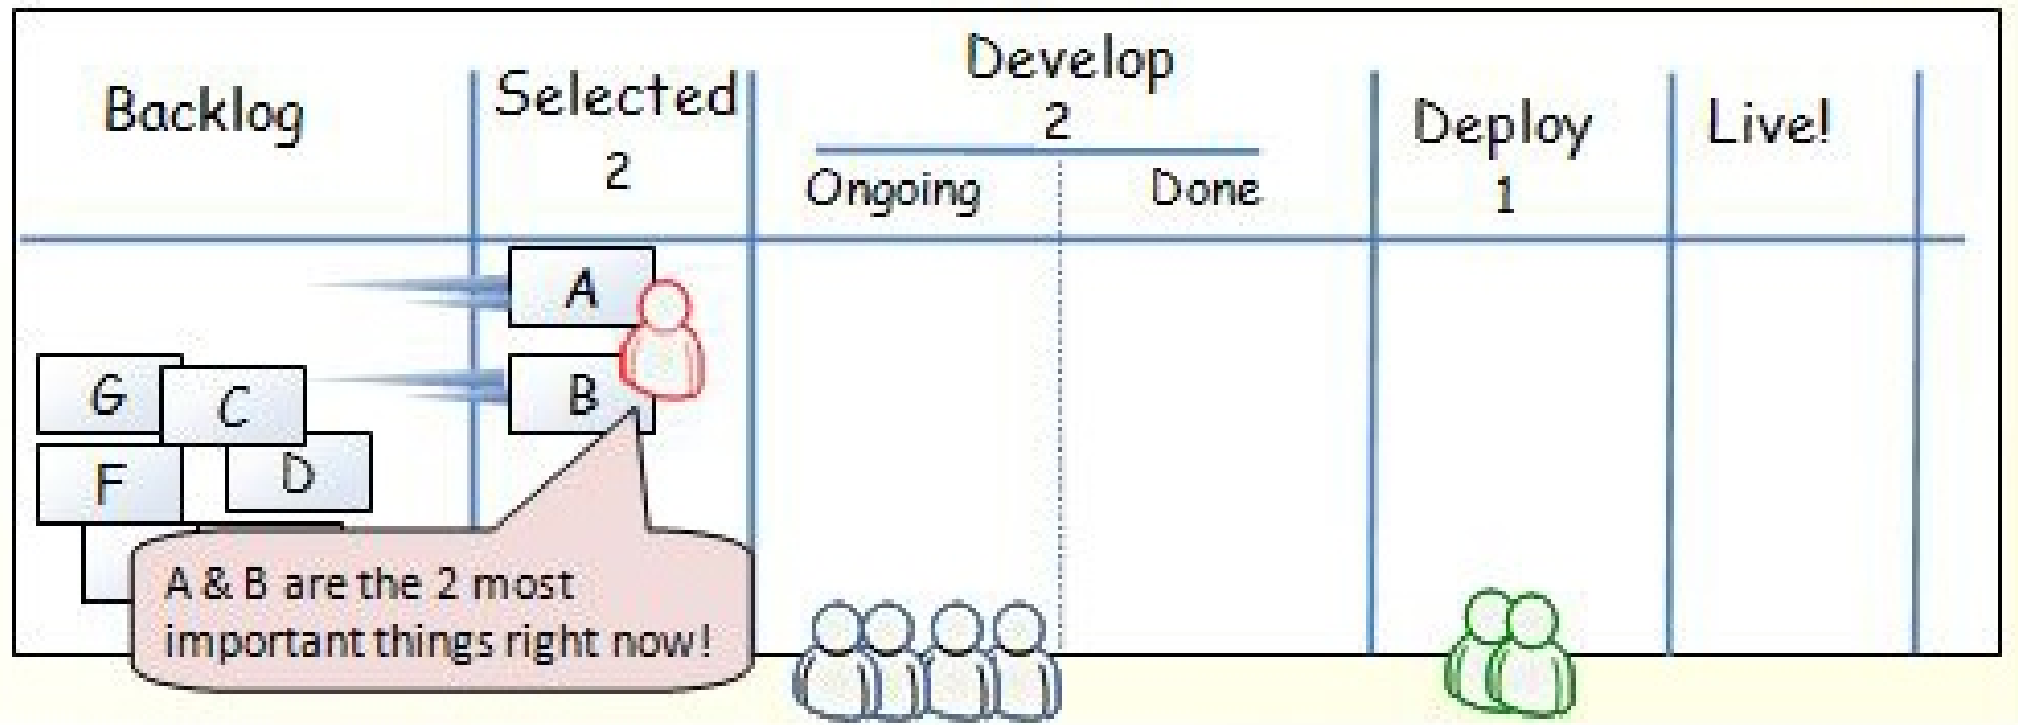 Backlog
Selected
2
Develop
2
Ongoing
Done
Deploy
1
Live!
A
B
G
C
F
D
A & B are the 2 most
important things right now!